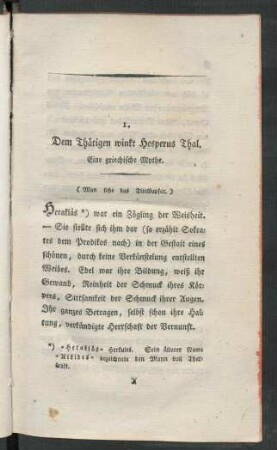 1.
Dem Thätigen winkt Hesperus Thal.
Eine griechische Mythe.
(Man sehe das Titelkupfer.)
Heraklüs *) war ein Zögling der Weisheit.
— Sie stellte sich ihm dar (so erzählt Sokra-
tes dem Prodikos nach) in der Gestalt eines
schönen, durch keine Verkünstelung entstellten
Weibes. Edel war ihre Bildung, weiß ihr
Gewand, Reinheit der Schmuck ihres Kör-
pers, Sittsamkeit der Schmuck ihrer Augen.
Ihr ganzes Betragen, selbst schon ihre Hal-
tung, verkündigte Herrschaft der Vernunft.
*) »Heraklüs« Herkules. Sein älterer Name
»Alkides« bezeichnete den Mann von That-
kraft.
A